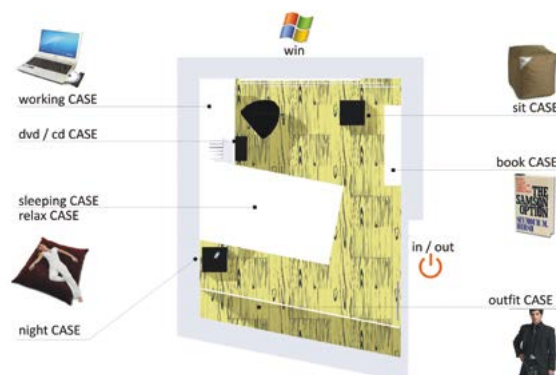 win
working CASE
sit CASE
dvd / cd CASE
book CASE
sleeping CASE
relax CASE
THE
SAMSON
OPTION
in / out
night CASE
outfit CASE